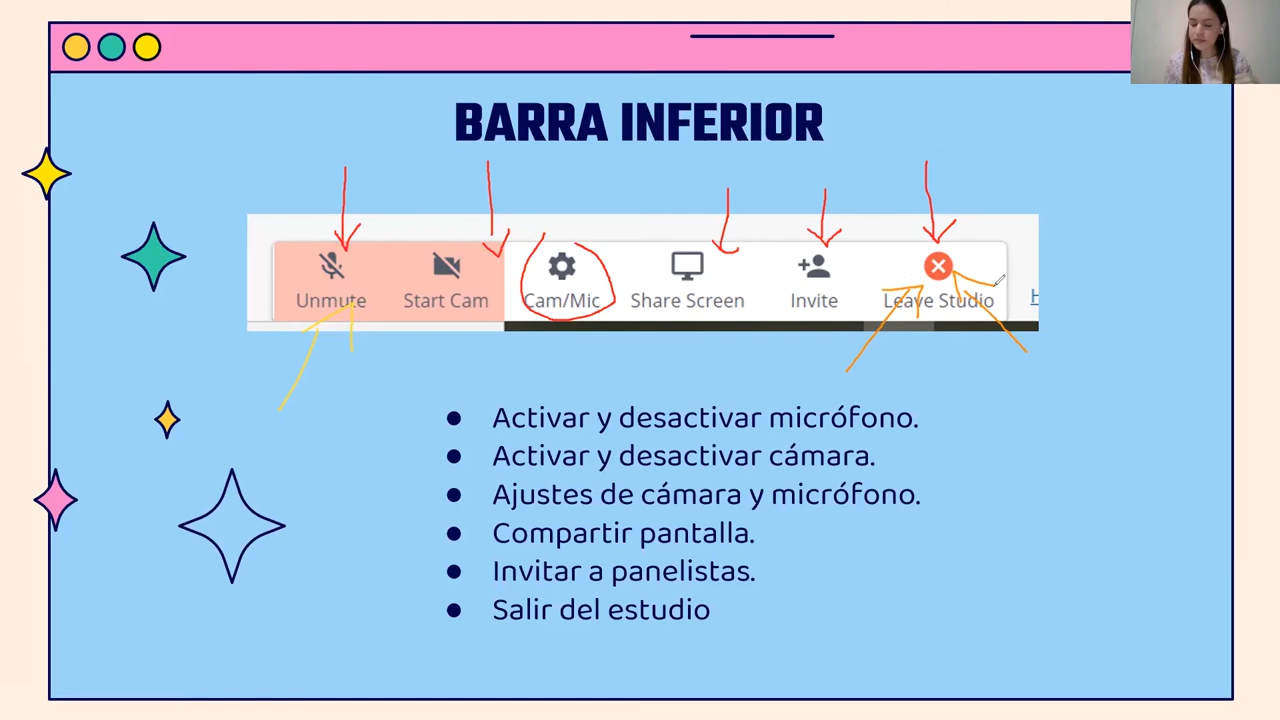 BARRA INFERIOR
Unmute Start Cam Cam/Mic Share Screen Invite Leave Studio
● Activar y desactivar micrófono.
● Activar y desactivar cámara.
● Ajustes de cámara y micrófono.
● Compartir pantalla.
● Invitar a panelistas.
● Salir del estudio